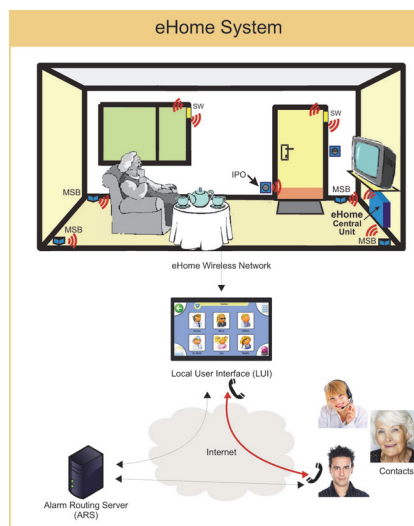 eHome System
SW
SW
IPO
MSB
MSB
MSB
eHome
Central
Unit
MSB
eHome Wireless Network
Local User Interface (LUI)
Internet
Contacts
Alarm Routing Server
(ARS)